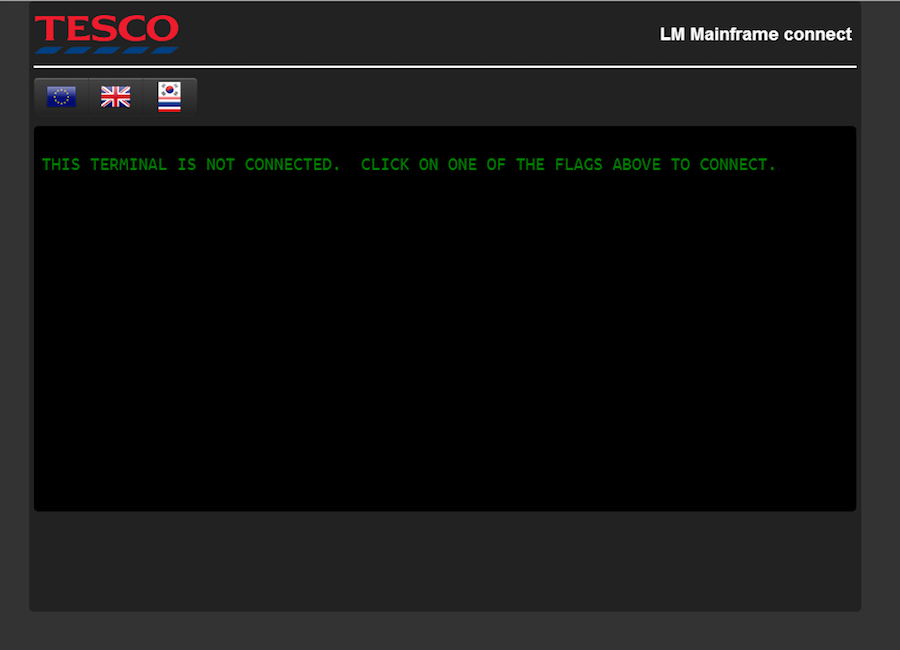 TESCO
LM Mainframe connect
THIS TERMINAL IS NOT CONNECTED.  CLICK ON ONE OF THE FLAGS ABOVE TO CONNECT.